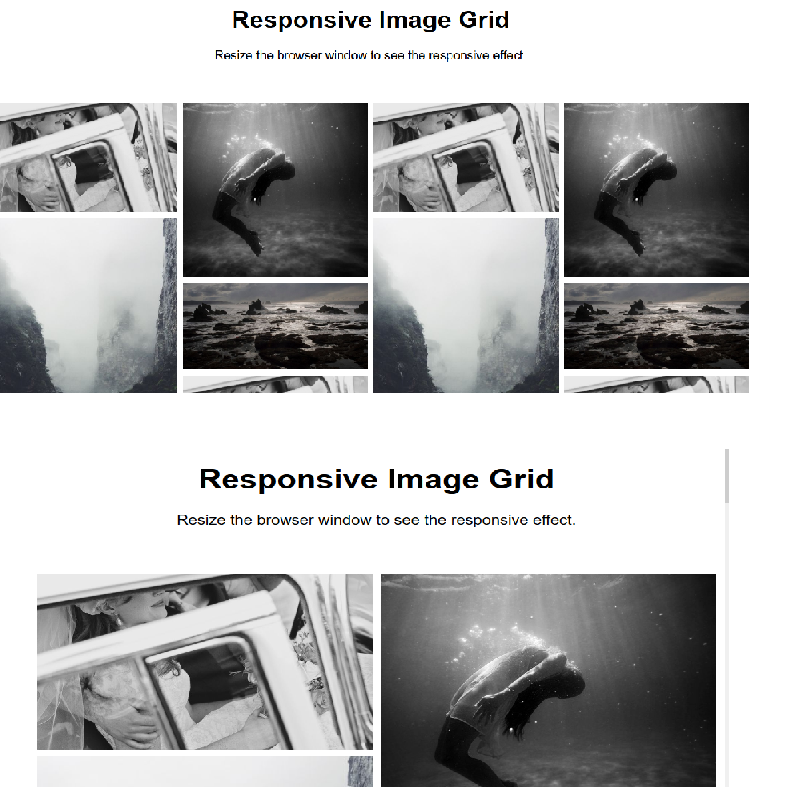 Responsive Image Grid
Resize the browser window to see the responsive effect
Responsive Image Grid
Resize the browser window to see the responsive effect.